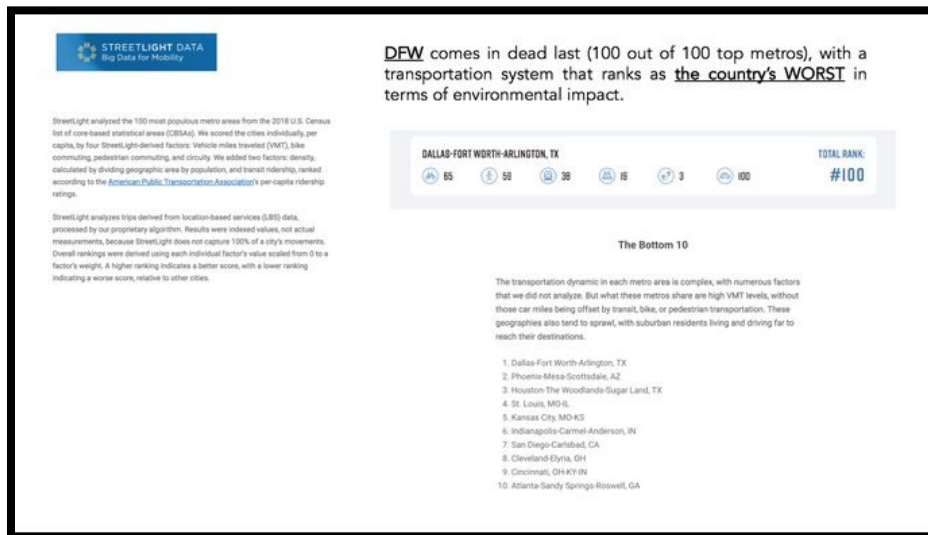 STREETLIGHT DATA
Big Data for Mobility
StreetLight analyzed the 100 most populous metro areas from the 2018 U.S. Census
list of core-based statistical areas (CBSAs). We scored the cities individually, per
capita, by four StreetLight-derived factors: Vehicle miles traveled (VMT), bike
commuting, pedestrian commuting, and circuity. We added two factors: density,
calculated by dividing geographic area by population, and transit ridership, ranked
according to the American Public Transportation Association's per-capita ridership
ratings.
StreetLight analyzes trips derived from location-based services (LBS) data,
processed by our proprietary algorithm. Results were indexed values, not actual
measurements, because StreetLight does not capture 100% of a city's movements.
Overall rankings were derived using each individual factor's value scaled from 0 to a
factor's weight. A higher ranking indicates a better score, with a lower ranking
indicating a worse score, relative to other cities.
DFW comes in dead last (100 out of 100 top metros), with a
transportation system that ranks as the country's WORST in
terms of environmental impact.
DALLAS-FORT WORTH-ARLINGTON, TX
TOTAL RANK:
65 59 38 19 3 100 #100
The Bottom 10
The transportation dynamic in each metro area is complex, with numerous factors
that we did not analyze. But what these metros share are high VMT levels, without
those car miles being offset by transit, bike, or pedestrian transportation. These
geographies also tend to sprawl, with suburban residents living and driving far to
reach their destinations.
1. Dallas-Fort Worth-Arlington, TX
2. Phoenix-Mesa-Scottsdale, AZ
3. Houston-The Woodlands-Sugar Land, TX
4. St. Louis, MO-IL
5. Kansas City, MO-KS
6. Indianapolis-Carmel-Anderson, IN
7. San Diego-Carlsbad, CA
8. Cleveland-Elyria, OH
9. Cincinnati, OH-KY-IN
10. Atlanta-Sandy Springs-Roswell, GA